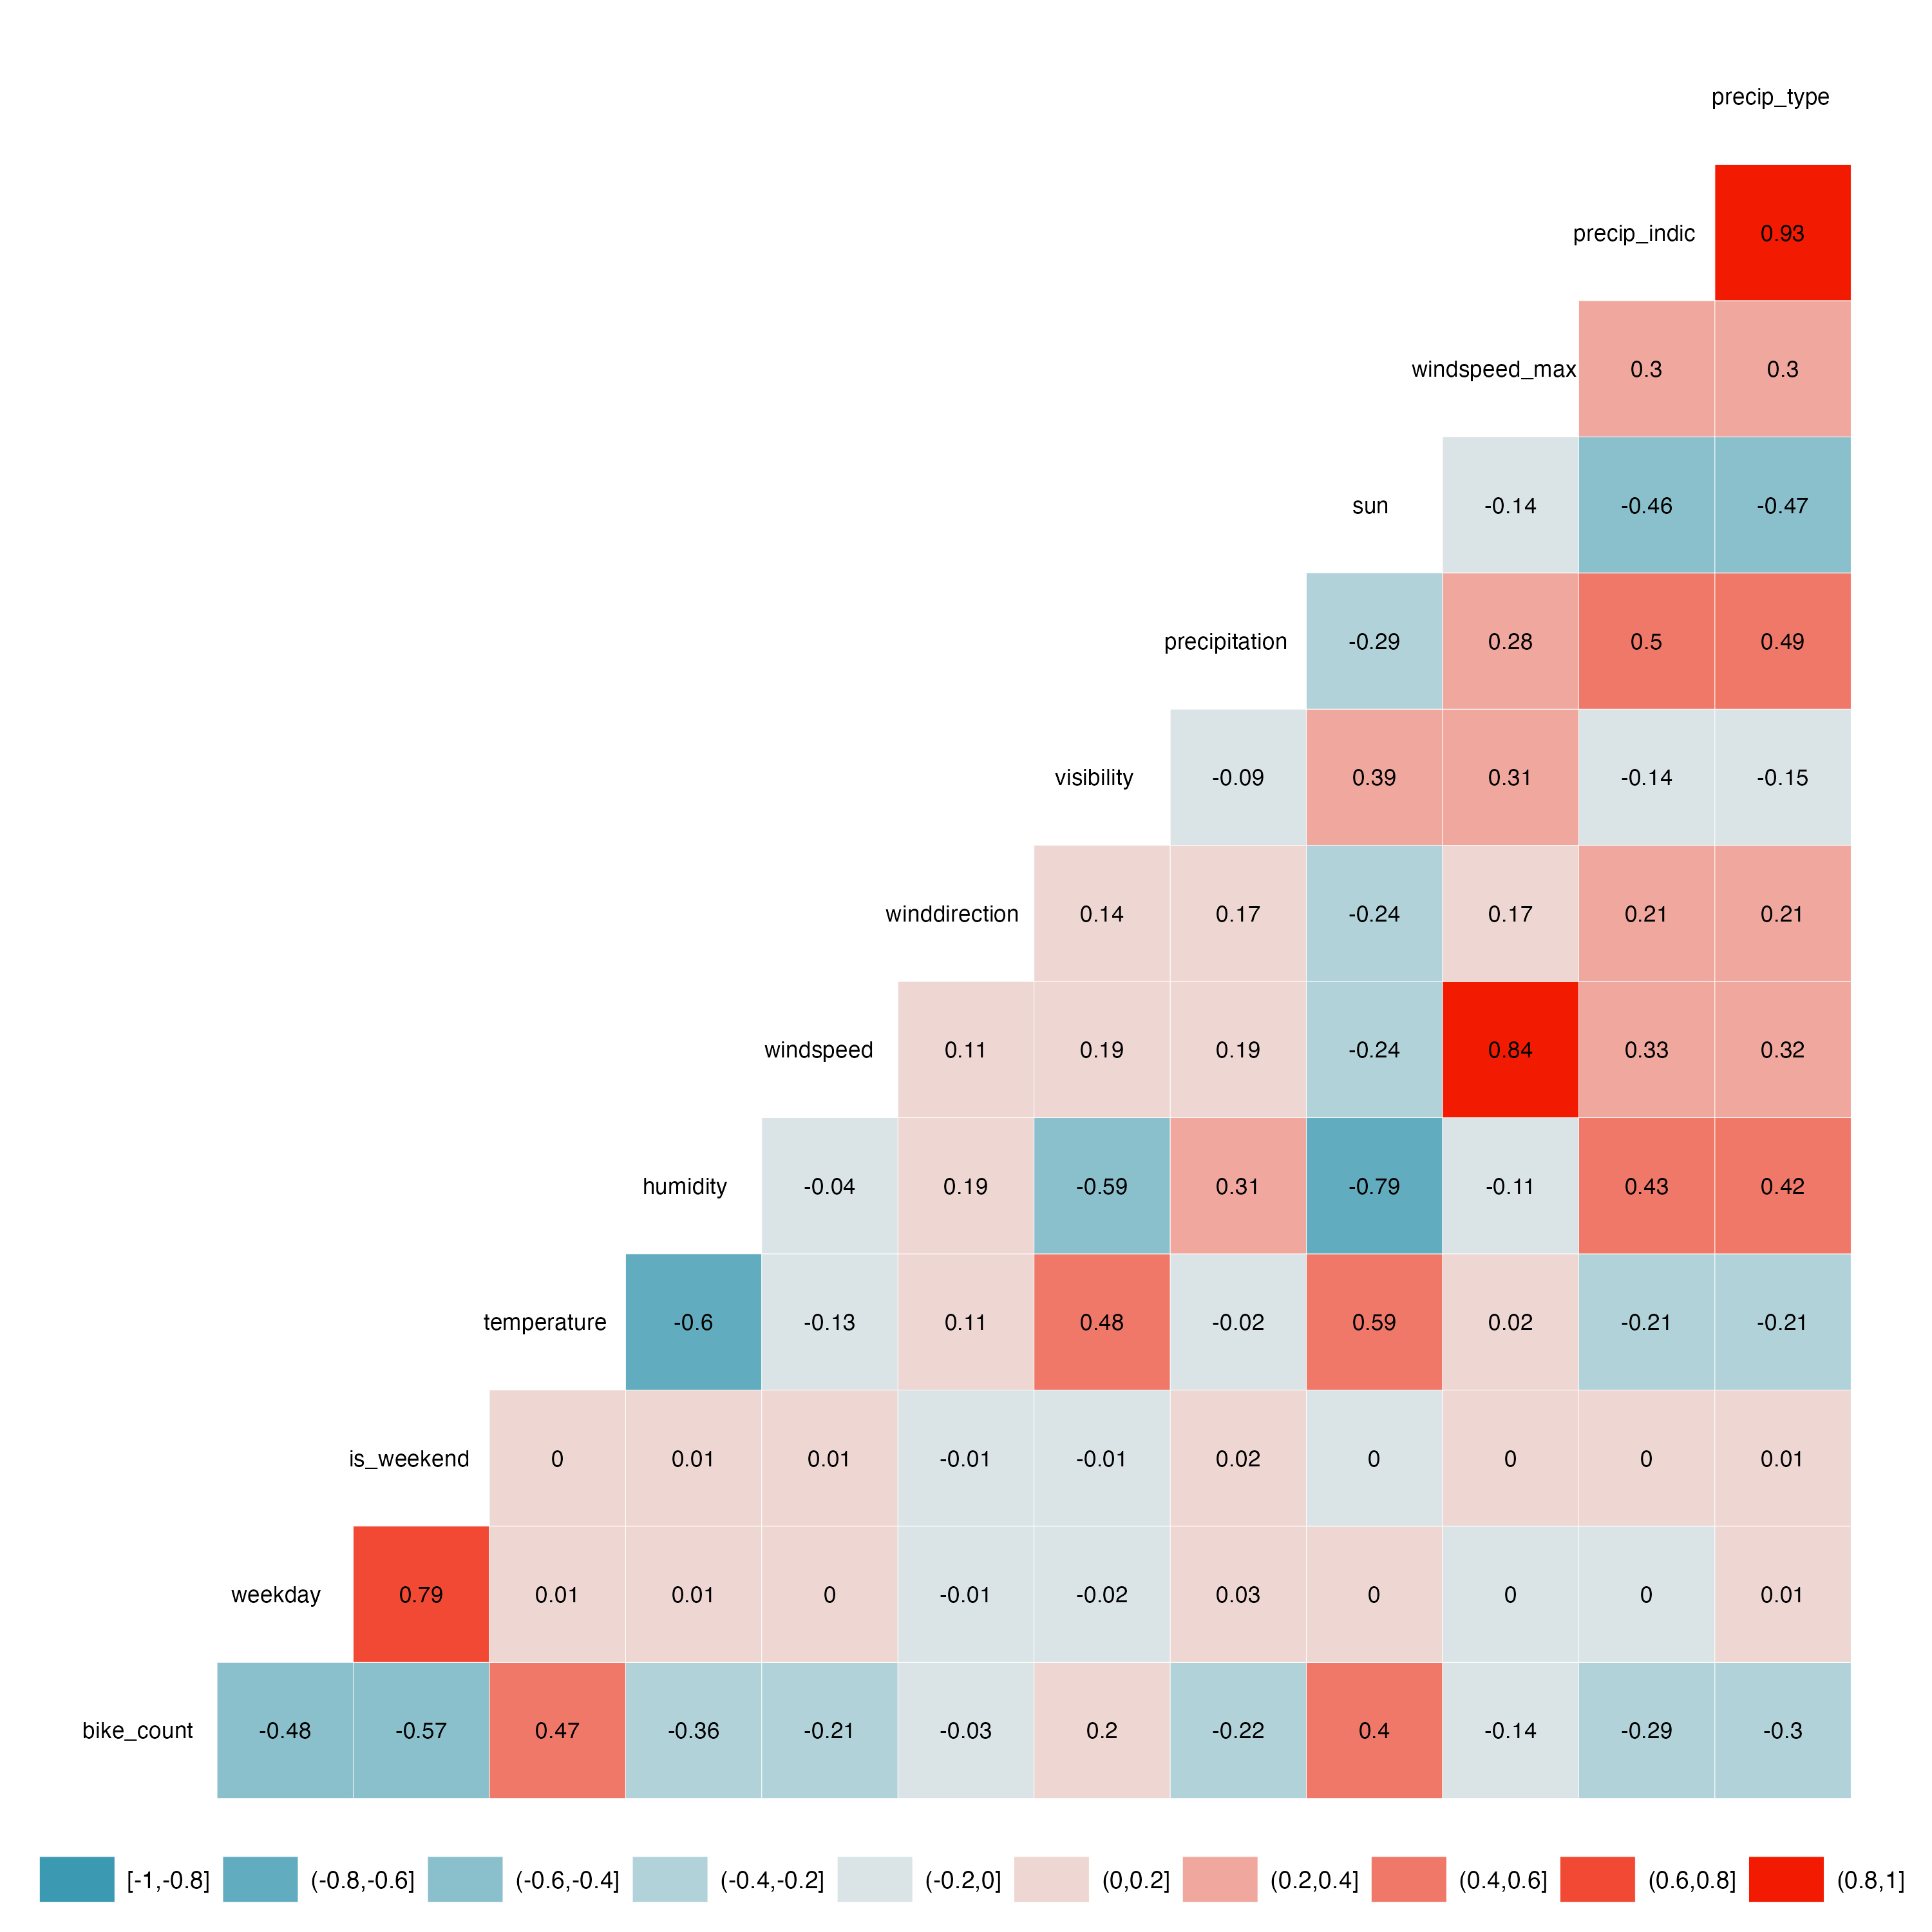 precip_type
precip_indic 0.93
windspeed_max 0.3 0.3
sun -0.14 -0.46 -0.47
precipitation -0.29 0.28 0.5 0.49
visibility -0.09 0.39 0.31 -0.14 -0.15
winddirection 0.14 0.17 -0.24 0.17 0.21 0.21
windspeed 0.11 0.19 0.19 -0.24 0.84 0.33 0.32
humidity -0.04 0.19 -0.59 0.31 -0.79 -0.11 0.43 0.42
temperature -0.6 -0.13 0.11 0.48 -0.02 0.59 0.02 -0.21 -0.21
is_weekend 0 0.01 0.01 -0.01 -0.01 0.02 0 0 0 0.01
weekday 0.79 0.01 0.01 0 -0.01 -0.02 0.03 0 0 0 0.01
bike_count -0.48 -0.57 0.47 -0.36 -0.21 -0.03 0.2 -0.22 0.4 -0.14 -0.29 -0.3
[-1,-0.8] (-0.8,-0.6] (-0.6,-0.4] (-0.4,-0.2] (-0.2,0] (0,0.2] (0.2,0.4] (0.4,0.6] (0.6,0.8] (0.8,1]